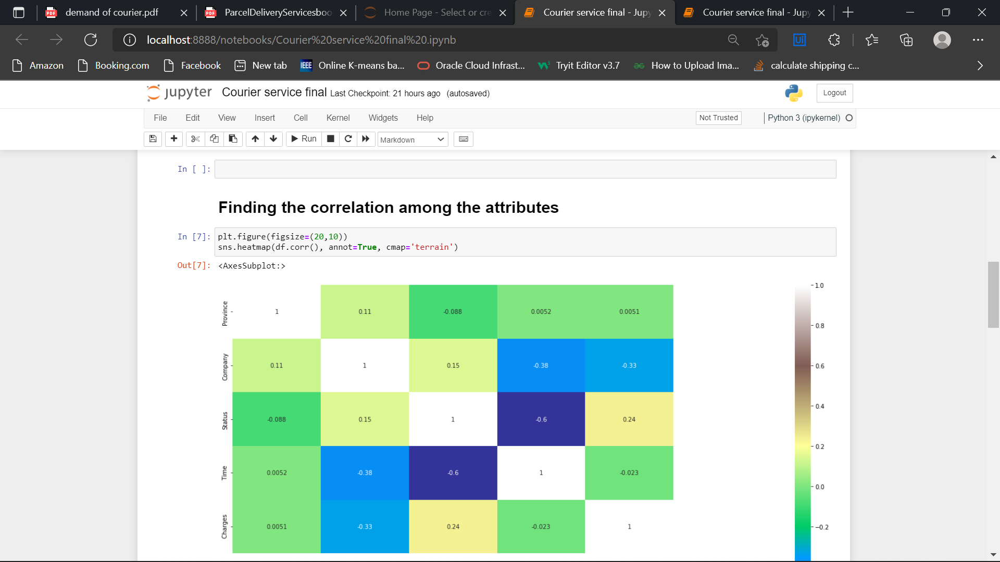 demand of courier.pdf
ParcelDeliveryServicesboo
Home Page - Select or cre
Courier service final - Jupy
Courier service final - Jupy
localhost:8888/notebooks/Courier%20service%20final%20.ipynb
Ui
Amazon
Booking.com
Facebook
New tab
IEEE
Online K-means ba...
Oracle Cloud Infrast...
Tryit Editor v3.7
How to Upload Ima...
calculate shipping c...
jupyter Courier service final Last Checkpoint: 21 hours ago (autosaved)
Logout
File Edit View Insert Cell Kernel Widgets Help
Not Trusted
Python 3 (ipykernel)
Run
Markdown
In [ ]:
Finding the correlation among the attributes
In [7]: plt.figure(figsize=(20,10))
sns.heatmap(df.corr(), annot=True, cmap='terrain')
Out[7]: <AxesSubplot:>
Province
1 0.11 -0.088 0.0052 0.0051
Company
0.11 1 0.15 -0.38 -0.33
Status
-0.088 0.15 1 -0.6 0.24
Time
0.0052 -0.38 -0.6 1 -0.023
Charges
0.0051 -0.33 0.24 -0.023 1
1.0
0.8
0.6
0.4
0.2
0.0
-0.2